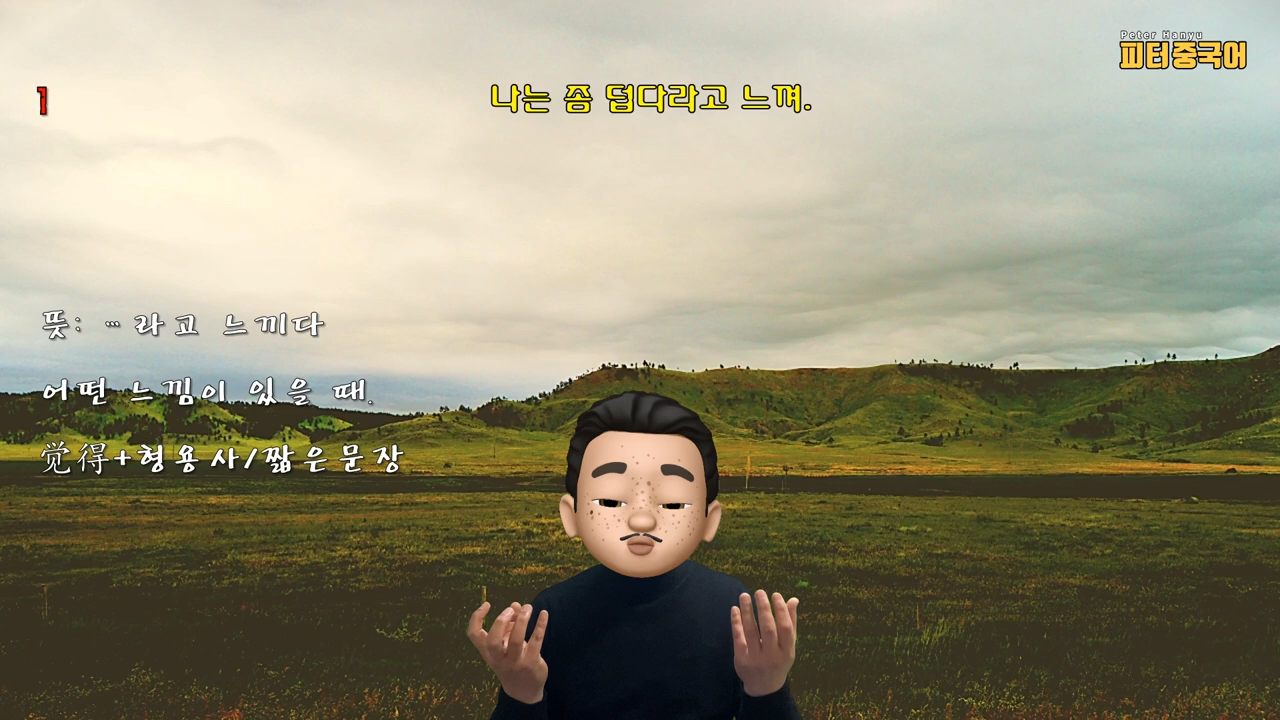 Peter Hanyu
피터중국어
1
나는 좀 덥다라고 느껴.
뜻: …라고 느끼다
어떤 느낌이 있을 때.
觉得+형용사/짧은문장